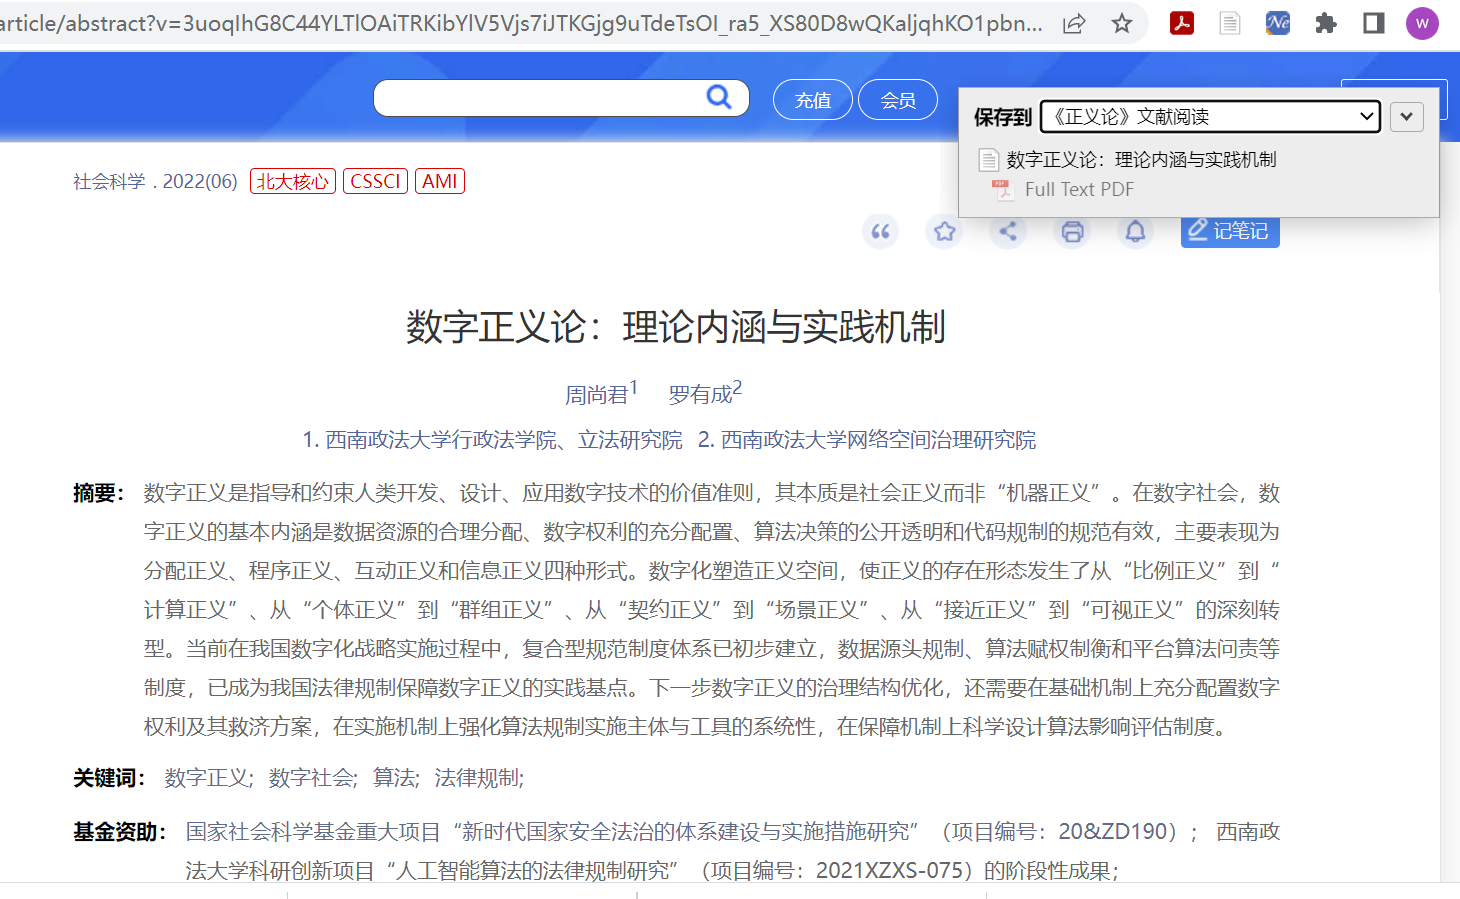 article/abstract?v=3uoqIhG8C44YLTlOAiTRKibYlV5Vjs7iJTKGjg9uTdeTsOI_ra5_XS80D8wQKaljqhKO1pbn...
W
充值
会员
保存到
《正义论》文献阅读
数字正义论：理论内涵与实践机制
Full Text PDF
社会科学 . 2022(06) 北大核心 CSSCI AMI
记笔记
数字正义论：理论内涵与实践机制
周尚君1 罗有成2
1. 西南政法大学行政法学院、立法研究院 2. 西南政法大学网络空间治理研究院
摘要： 数字正义是指导和约束人类开发、设计、应用数字技术的价值准则，其本质是社会正义而非“机器正义”。在数字社会，数
字正义的基本内涵是数据资源的合理分配、数字权利的充分配置、算法决策的公开透明和代码规制的规范有效，主要表现为
分配正义、程序正义、互动正义和信息正义四种形式。数字化塑造正义空间，使正义的存在形态发生了从“比例正义”到“
计算正义”、从“个体正义”到“群组正义”、从“契约正义”到“场景正义”、从“接近正义”到“可视正义”的深刻转
型。当前在我国数字化战略实施过程中，复合型规范制度体系已初步建立，数据源头规制、算法赋权制衡和平台算法问责等
制度，已成为我国法律规制保障数字正义的实践基点。下一步数字正义的治理结构优化，还需要在基础机制上充分配置数字
权利及其救济方案，在实施机制上强化算法规制实施主体与工具的系统性，在保障机制上科学设计算法影响评估制度。
关键词： 数字正义; 数字社会; 算法; 法律规制;
基金资助： 国家社会科学基金重大项目“新时代国家安全法治的体系建设与实施措施研究”（项目编号：20&ZD190）； 西南政
法大学科研创新项目“人工智能算法的法律规制研究”（项目编号：2021XZXS-075）的阶段性成果;